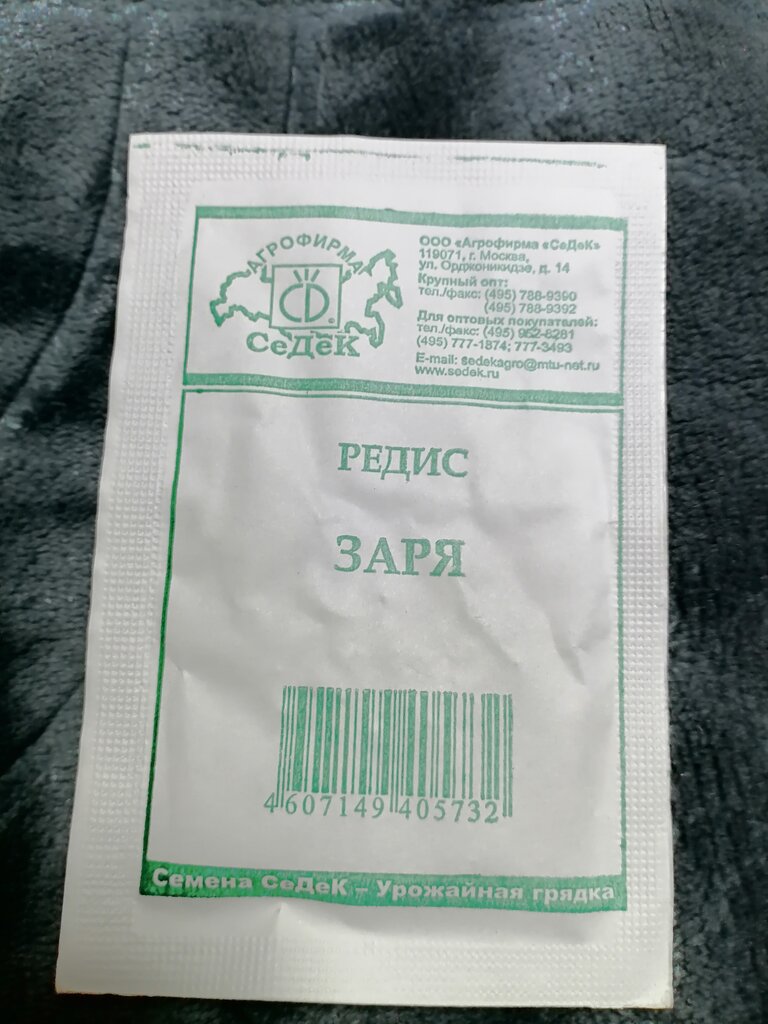 АГРОФИРМА
СеДеК
ООО «Агрофирма «СеДеК»
119071, г. Москва,
ул. Орджоникидзе, д. 14
Крупный опт:
тел./факс: (495) 788-9390
(495) 788-9392
Для оптовых покупателей:
тел./факс: (495) 952-8281
(495) 777-1874; 777-3493
E-mail: sedekagro@mtu-net.ru
www.sedek.ru
РЕДИС
ЗАРЯ
4 607149 405732
Семена СеДеК – Урожайная грядка